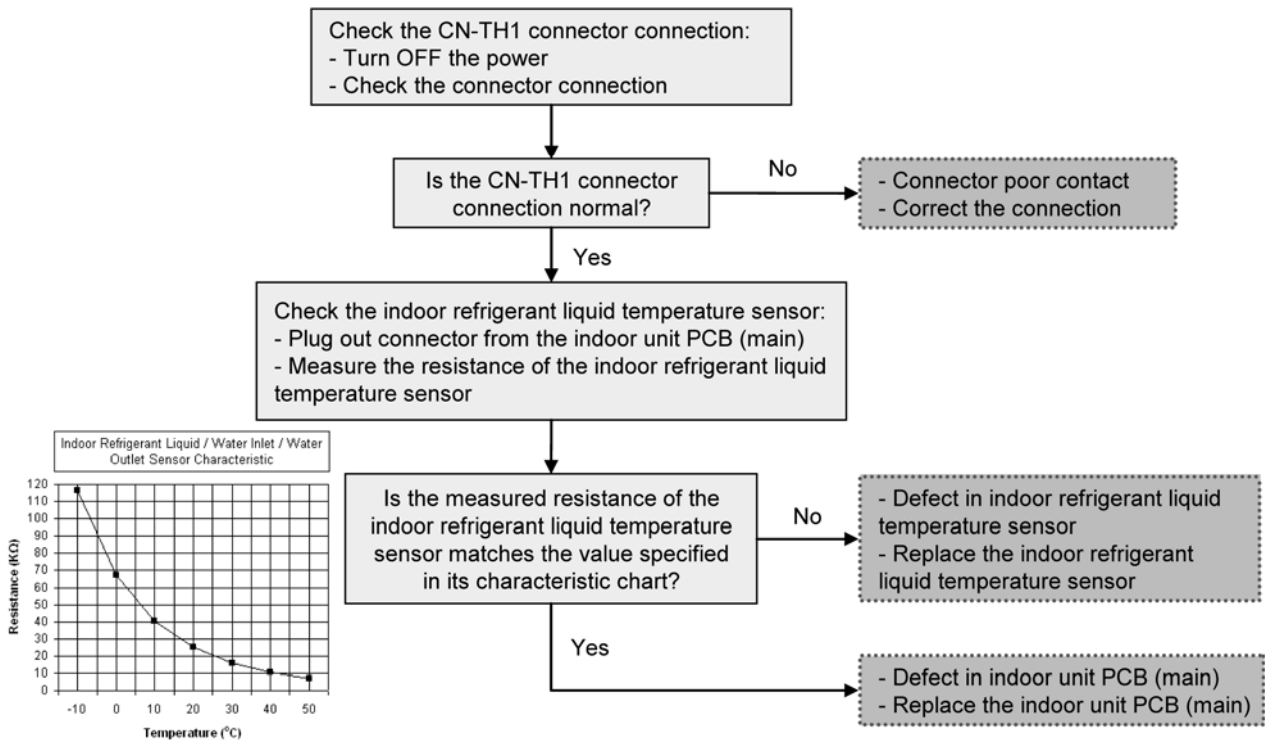 Check the CN-TH1 connector connection:
- Turn OFF the power
- Check the connector connection
Is the CN-TH1 connector
connection normal?
No
- Connector poor contact
- Correct the connection
Yes
Check the indoor refrigerant liquid temperature sensor:
- Plug out connector from the indoor unit PCB (main)
- Measure the resistance of the indoor refrigerant liquid
temperature sensor
Is the measured resistance of the
indoor refrigerant liquid temperature
sensor matches the value specified
in its characteristic chart?
No
- Defect in indoor refrigerant liquid
temperature sensor
- Replace the indoor refrigerant
liquid temperature sensor
Yes
- Defect in indoor unit PCB (main)
- Replace the indoor unit PCB (main)
Indoor Refrigerant Liquid / Water Inlet / Water
Outlet Sensor Characteristic
Resistance (KΩ)
120
110
100
90
80
70
60
50
40
30
20
10
0
-10 0 10 20 30 40 50
Temperature (°C)